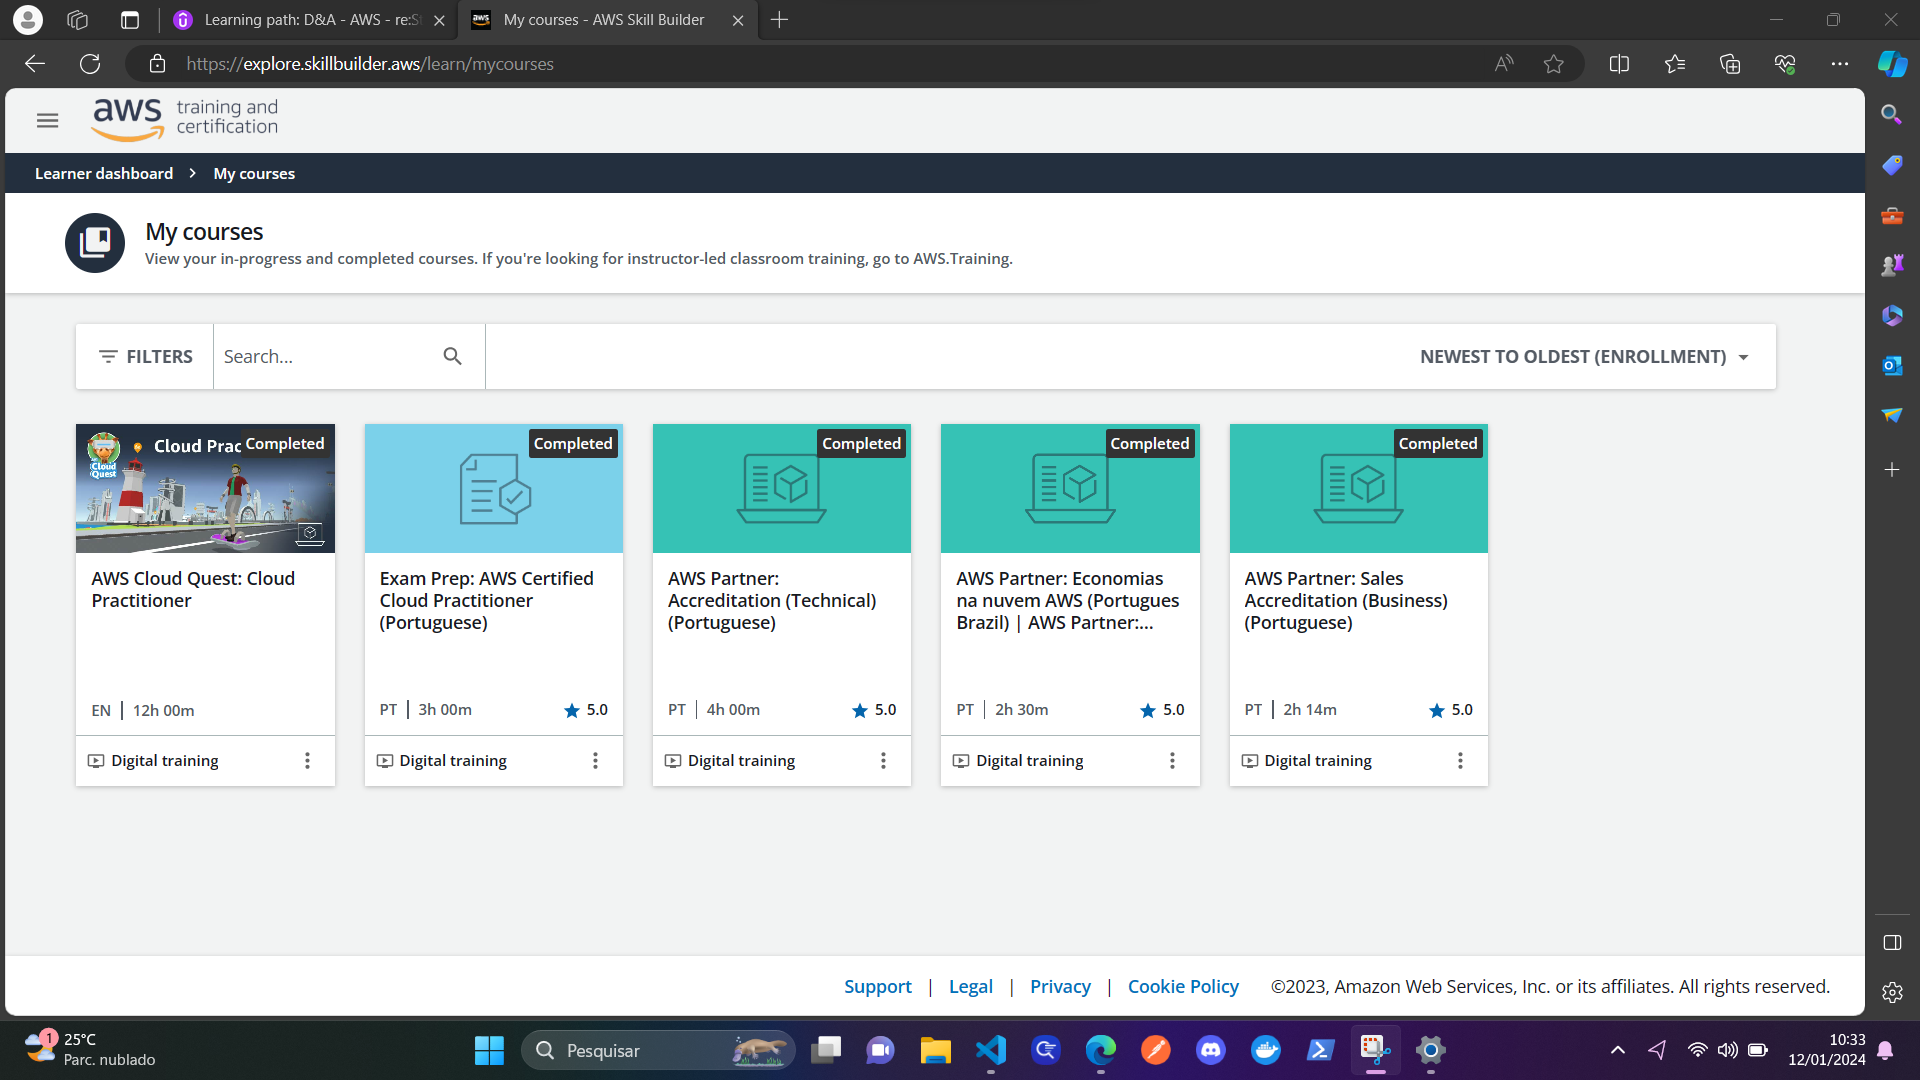 Learning path: D&A - AWS - re:St
My courses - AWS Skill Builder
https://explore.skillbuilder.aws/learn/mycourses
aws training and
certification
Learner dashboard
My courses
My courses
View your in-progress and completed courses. If you're looking for instructor-led classroom training, go to AWS.Training.
FILTERS
Search...
NEWEST TO OLDEST (ENROLLMENT)
Cloud Quest
Cloud Prac
Completed
AWS Cloud Quest: Cloud
Practitioner
EN | 12h 00m
Digital training
Completed
Exam Prep: AWS Certified
Cloud Practitioner
(Portuguese)
PT | 3h 00m
5.0
Digital training
Completed
AWS Partner:
Accreditation (Technical)
(Portuguese)
PT | 4h 00m
5.0
Digital training
Completed
AWS Partner: Economias
na nuvem AWS (Portugues
Brazil) | AWS Partner:...
PT | 2h 30m
5.0
Digital training
Completed
AWS Partner: Sales
Accreditation (Business)
(Portuguese)
PT | 2h 14m
5.0
Digital training
Support | Legal | Privacy | Cookie Policy
©2023, Amazon Web Services, Inc. or its affiliates. All rights reserved.
1
25°C
Parc. nublado
Pesquisar
10:33
12/01/2024